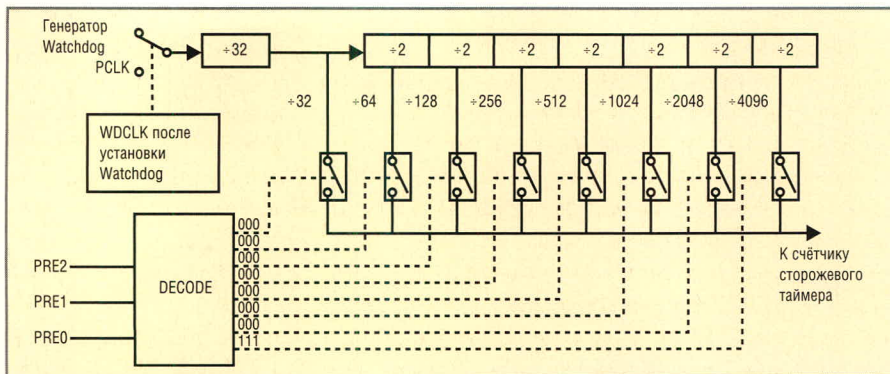 Генератор
Watchdog
PCLK
÷32
÷2 ÷2 ÷2 ÷2 ÷2 ÷2 ÷2
÷32 ÷64 ÷128 ÷256 ÷512 ÷1024 ÷2048 ÷4096
WDCLK после
установки
Watchdog
DECODE
PRE2
PRE1
PRE0
000
000
000
000
000
000
000
111
К счётчику
сторожевого
таймера